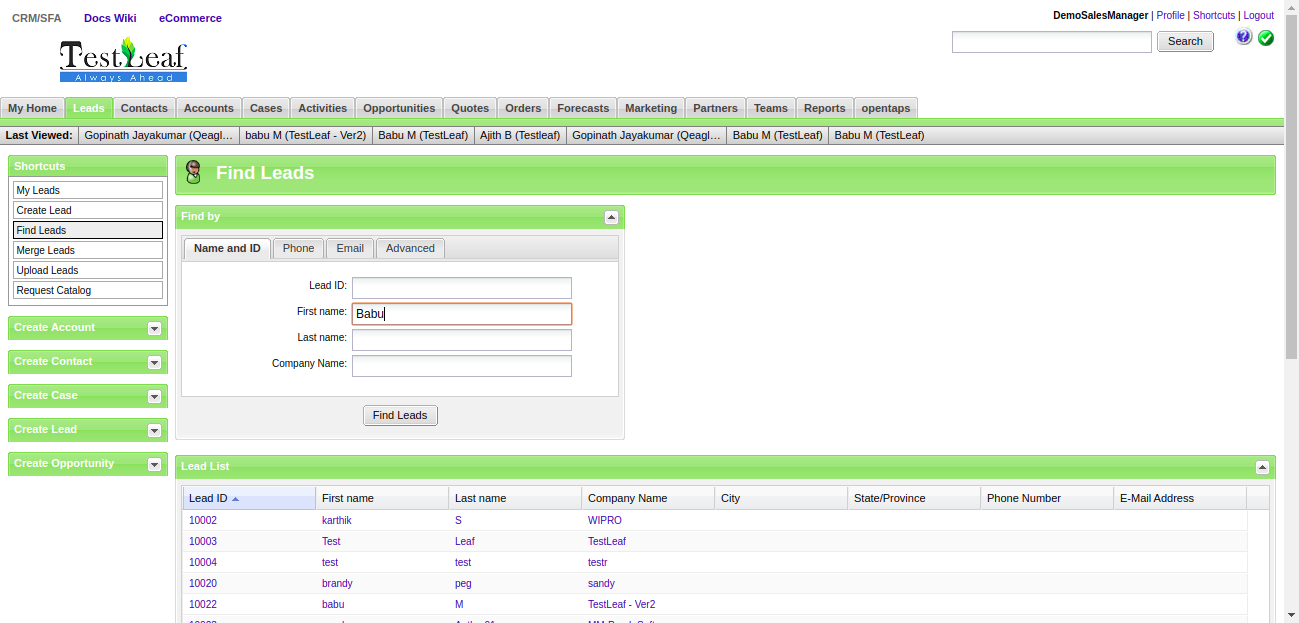 CRM/SFA Docs Wiki eCommerce
DemoSalesManager | Profile | Shortcuts | Logout
TestLeaf
Always Ahead
Search
My Home Leads Contacts Accounts Cases Activities Opportunities Quotes Orders Forecasts Marketing Partners Teams Reports opentaps
Last Viewed: Gopinath Jayakumar (Qeagl… babu M (TestLeaf - Ver2) Babu M (TestLeaf) Ajith B (Testleaf) Gopinath Jayakumar (Qeagl… Babu M (TestLeaf) Babu M (TestLeaf)
Shortcuts
My Leads
Create Lead
Find Leads
Merge Leads
Upload Leads
Request Catalog
Create Account
Create Contact
Create Case
Create Lead
Create Opportunity
Find Leads
Find by
Name and ID Phone Email Advanced
Lead ID:
First name: Babu
Last name:
Company Name:
Find Leads
Lead List
Lead ID First name Last name Company Name City State/Province Phone Number E-Mail Address
10002 karthik S WIPRO
10003 Test Leaf TestLeaf
10004 test test testr
10020 brandy peg sandy
10022 babu M TestLeaf - Ver2